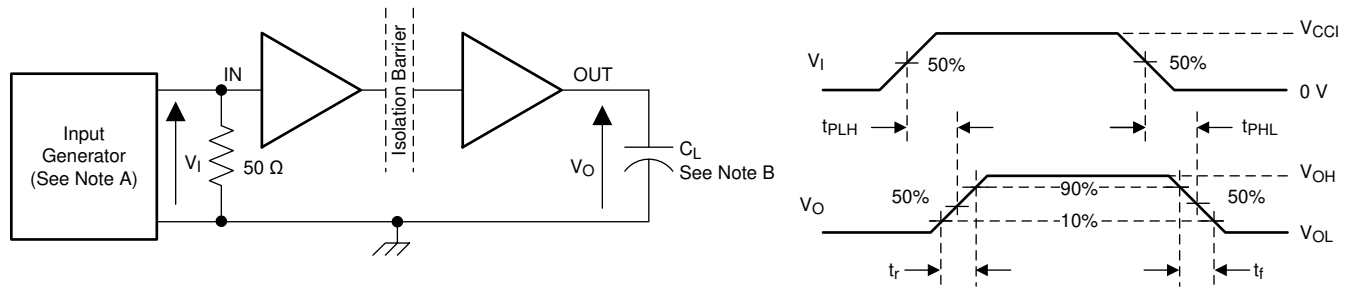 Input
Generator
(See Note A)
IN
V_I
50 Ω
Isolation Barrier
OUT
V_O
C_L
See Note B
V_I
50%
50%
V_CCI
0 V
t_PLH
t_PHL
V_O
50%
90%
10%
50%
V_OH
V_OL
t_r
t_f